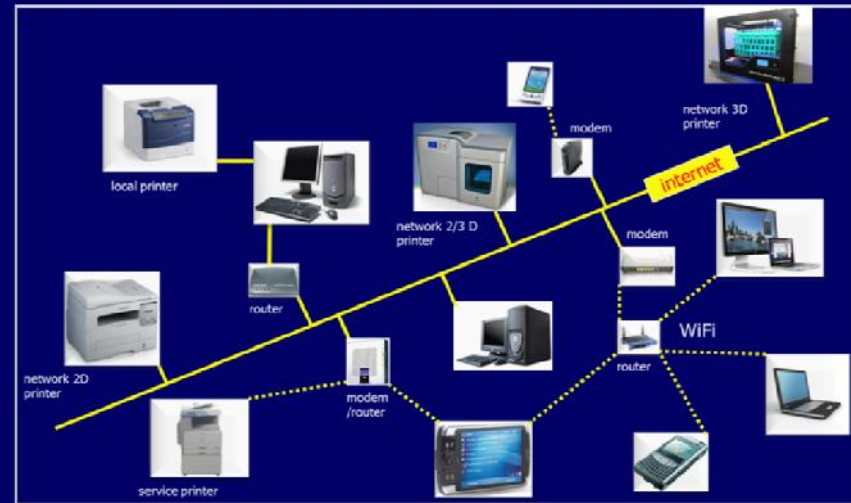 network 3D
printer
modem
local printer
internet
network 2/3 D
printer
modem
router
WiFi
router
network 2D
printer
modem
/router
service printer